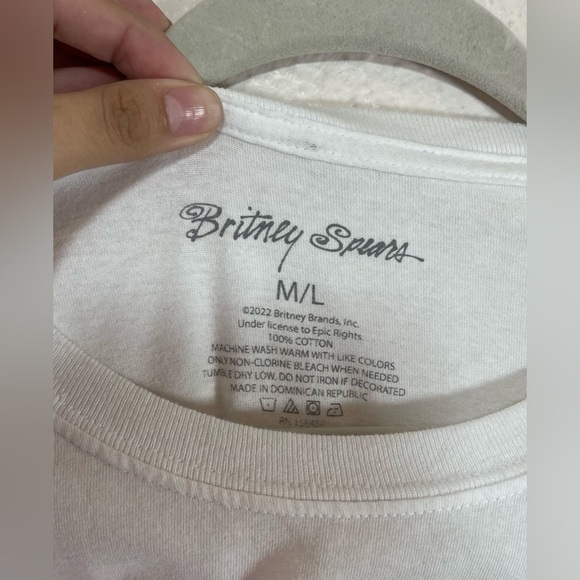 Britney Spears
M/L
©2022 Britney Brands, Inc.
Under license to Epic Rights.
100% COTTON
MACHINE WASH WARM WITH LIKE COLORS
ONLY NON-CLORINE BLEACH WHEN NEEDED
TUMBLE DRY LOW, DO NOT IRON IF DECORATED
MADE IN DOMINICAN REPUBLIC
RN